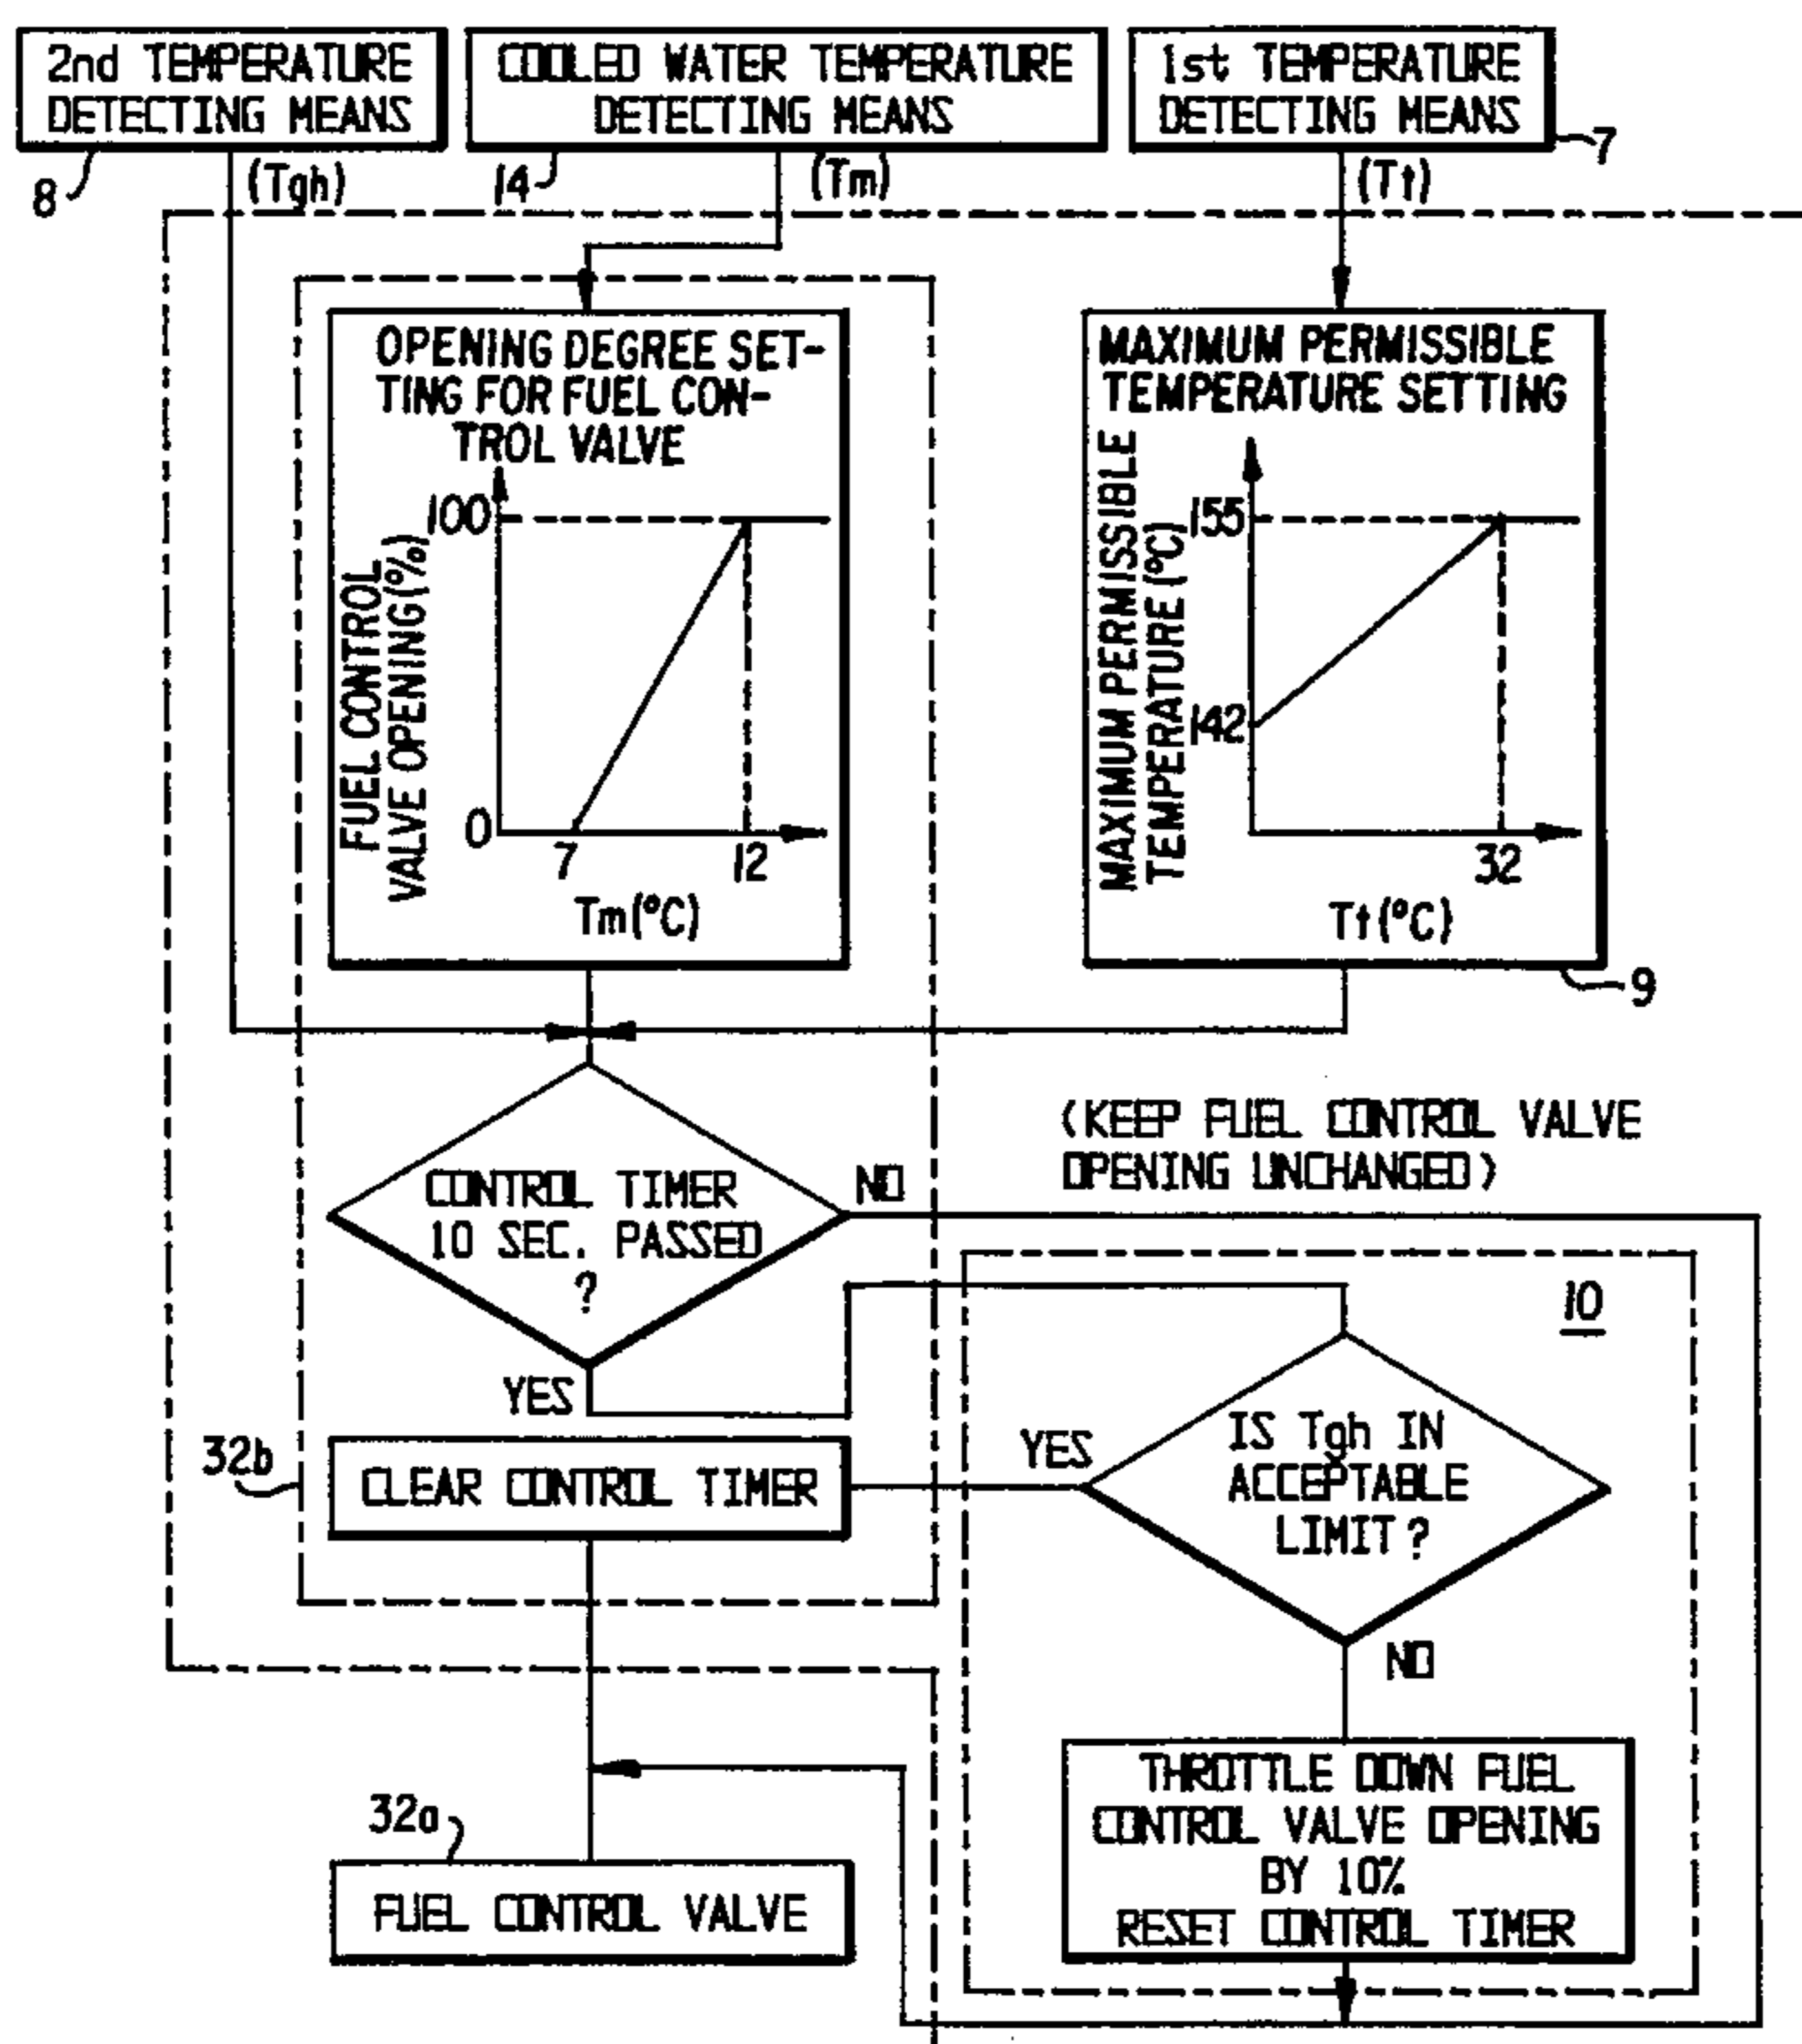 2nd TEMPERATURE
DETECTING MEANS
8
(Tgh)
COOLED WATER TEMPERATURE
DETECTING MEANS
14
(Tm)
1st TEMPERATURE
DETECTING MEANS
7
(Tt)
OPENING DEGREE SET-
TING FOR FUEL CON-
TROL VALVE
FUEL CONTROL
VALVE OPENING(%)
100
0
7
12
Tm(°C)
MAXIMUM PERMISSIBLE
TEMPERATURE SETTING
MAXIMUM PERMISSIBLE
TEMPERATURE(°C)
155
142
32
Tt(°C)
9
CONTROL TIMER
10 SEC. PASSED
?
NO
YES
(KEEP FUEL CONTROL VALVE
OPENING UNCHANGED)
10
IS Tgh IN
ACCEPTABLE
LIMIT?
YES
NO
32b
CLEAR CONTROL TIMER
THROTTLE DOWN FUEL
CONTROL VALVE OPENING
BY 10%
RESET CONTROL TIMER
32a
FUEL CONTROL VALVE